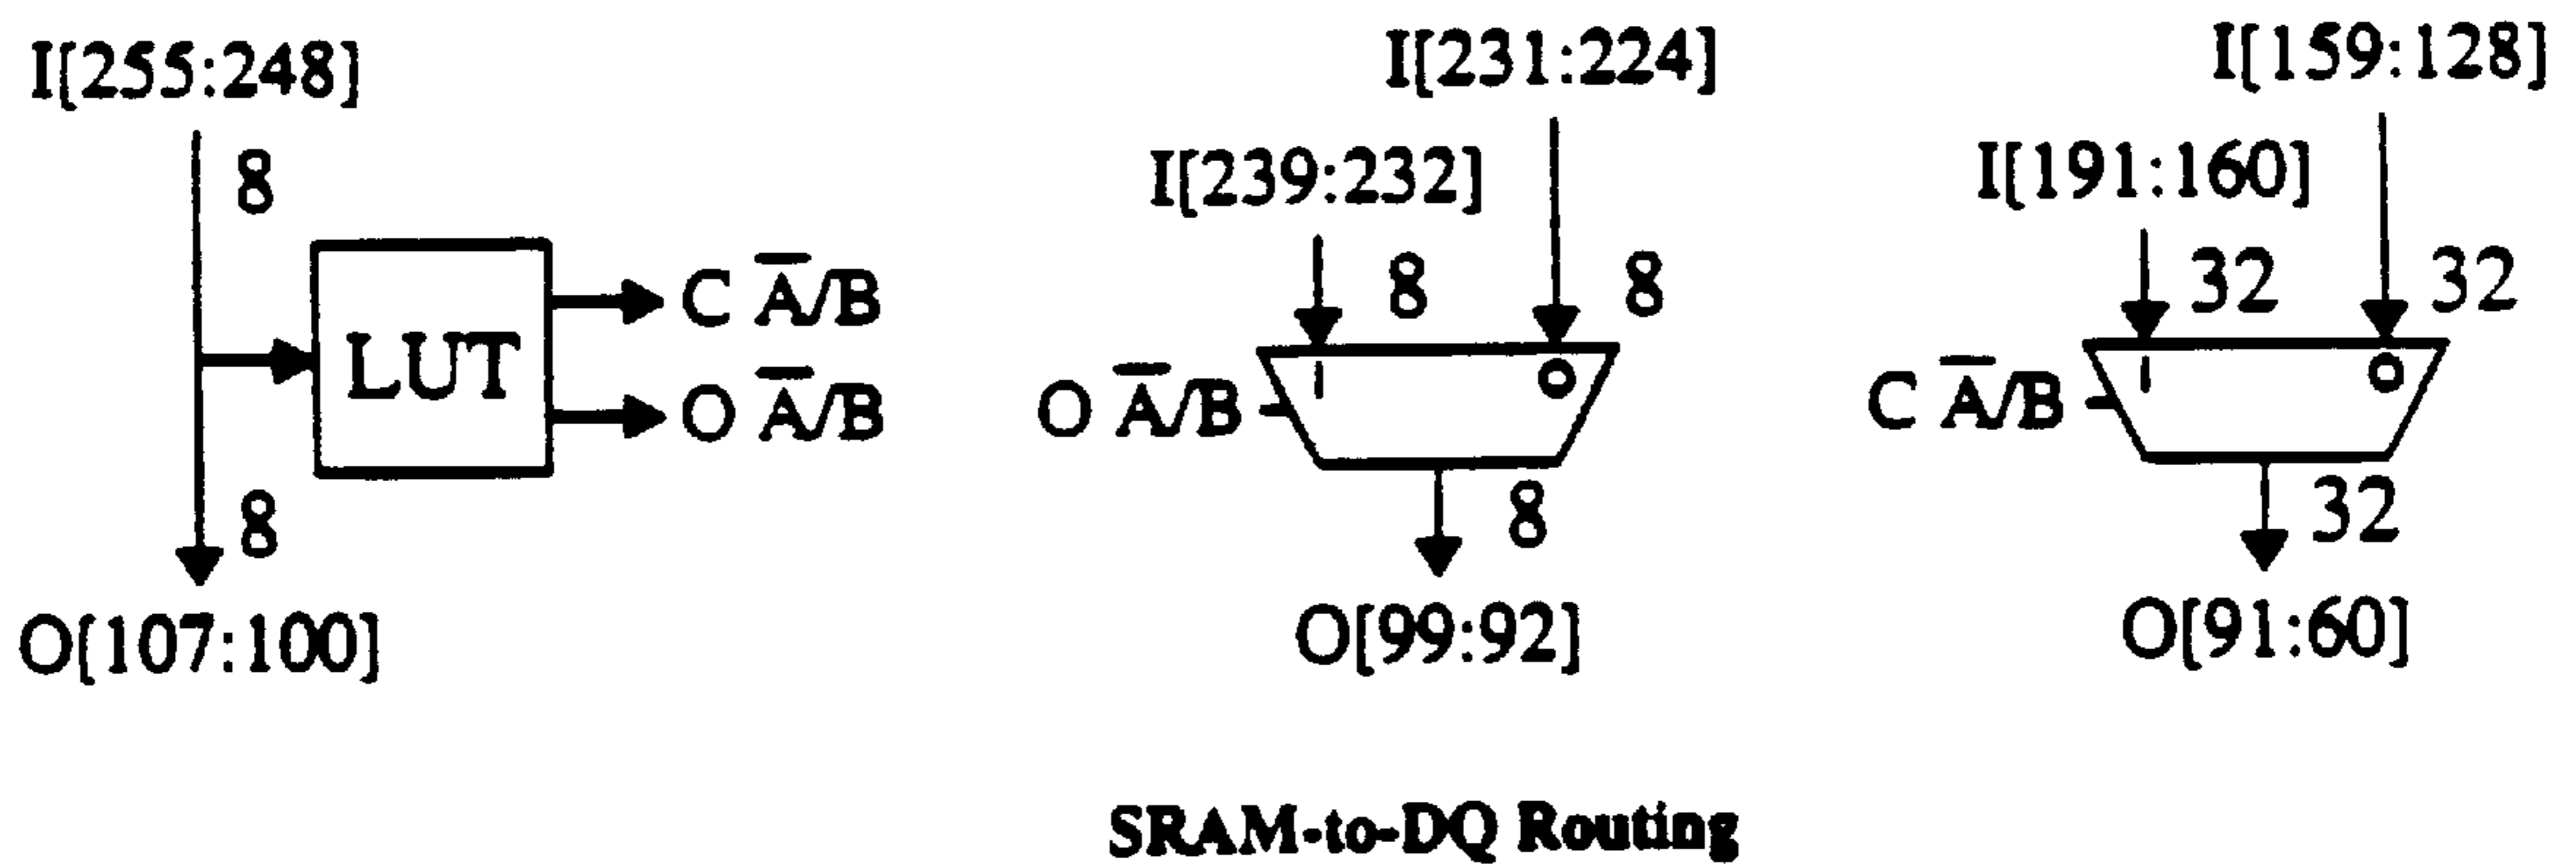 I[255:248]
8
LUT
C A̅/B
O A̅/B
8
O[107:100]
I[231:224]
I[239:232]
8
8
1
0
O A̅/B
8
O[99:92]
I[159:128]
I[191:160]
32
32
1
0
C A̅/B
32
O[91:60]
SRAM-to-DQ Routing